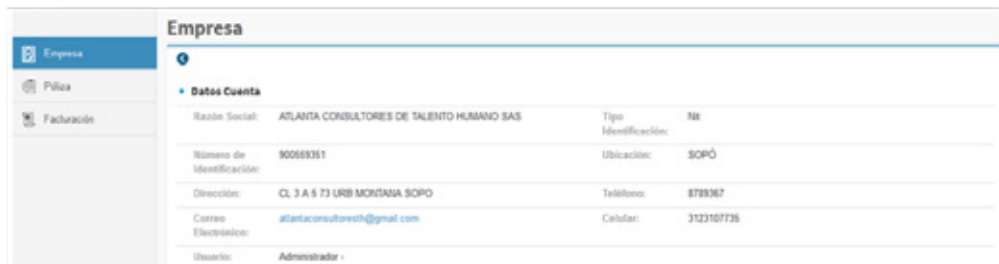 Empresa
Empresa
Póliza
Facturación
Datos Cuenta
Razón Social: ATLANTA CONSULTORES DE TALENTO HUMANO SAS Tipo Identificación: Nit
Número de Identificación: 900559351 Ubicación: SOPÓ
Dirección: CL 3 A 6 73 URB MONTANA SOPO Teléfono: 8789367
Correo Electrónico: atlantaconsultoresth@gmail.com Celular: 3123107735
Usuario: Administrador -